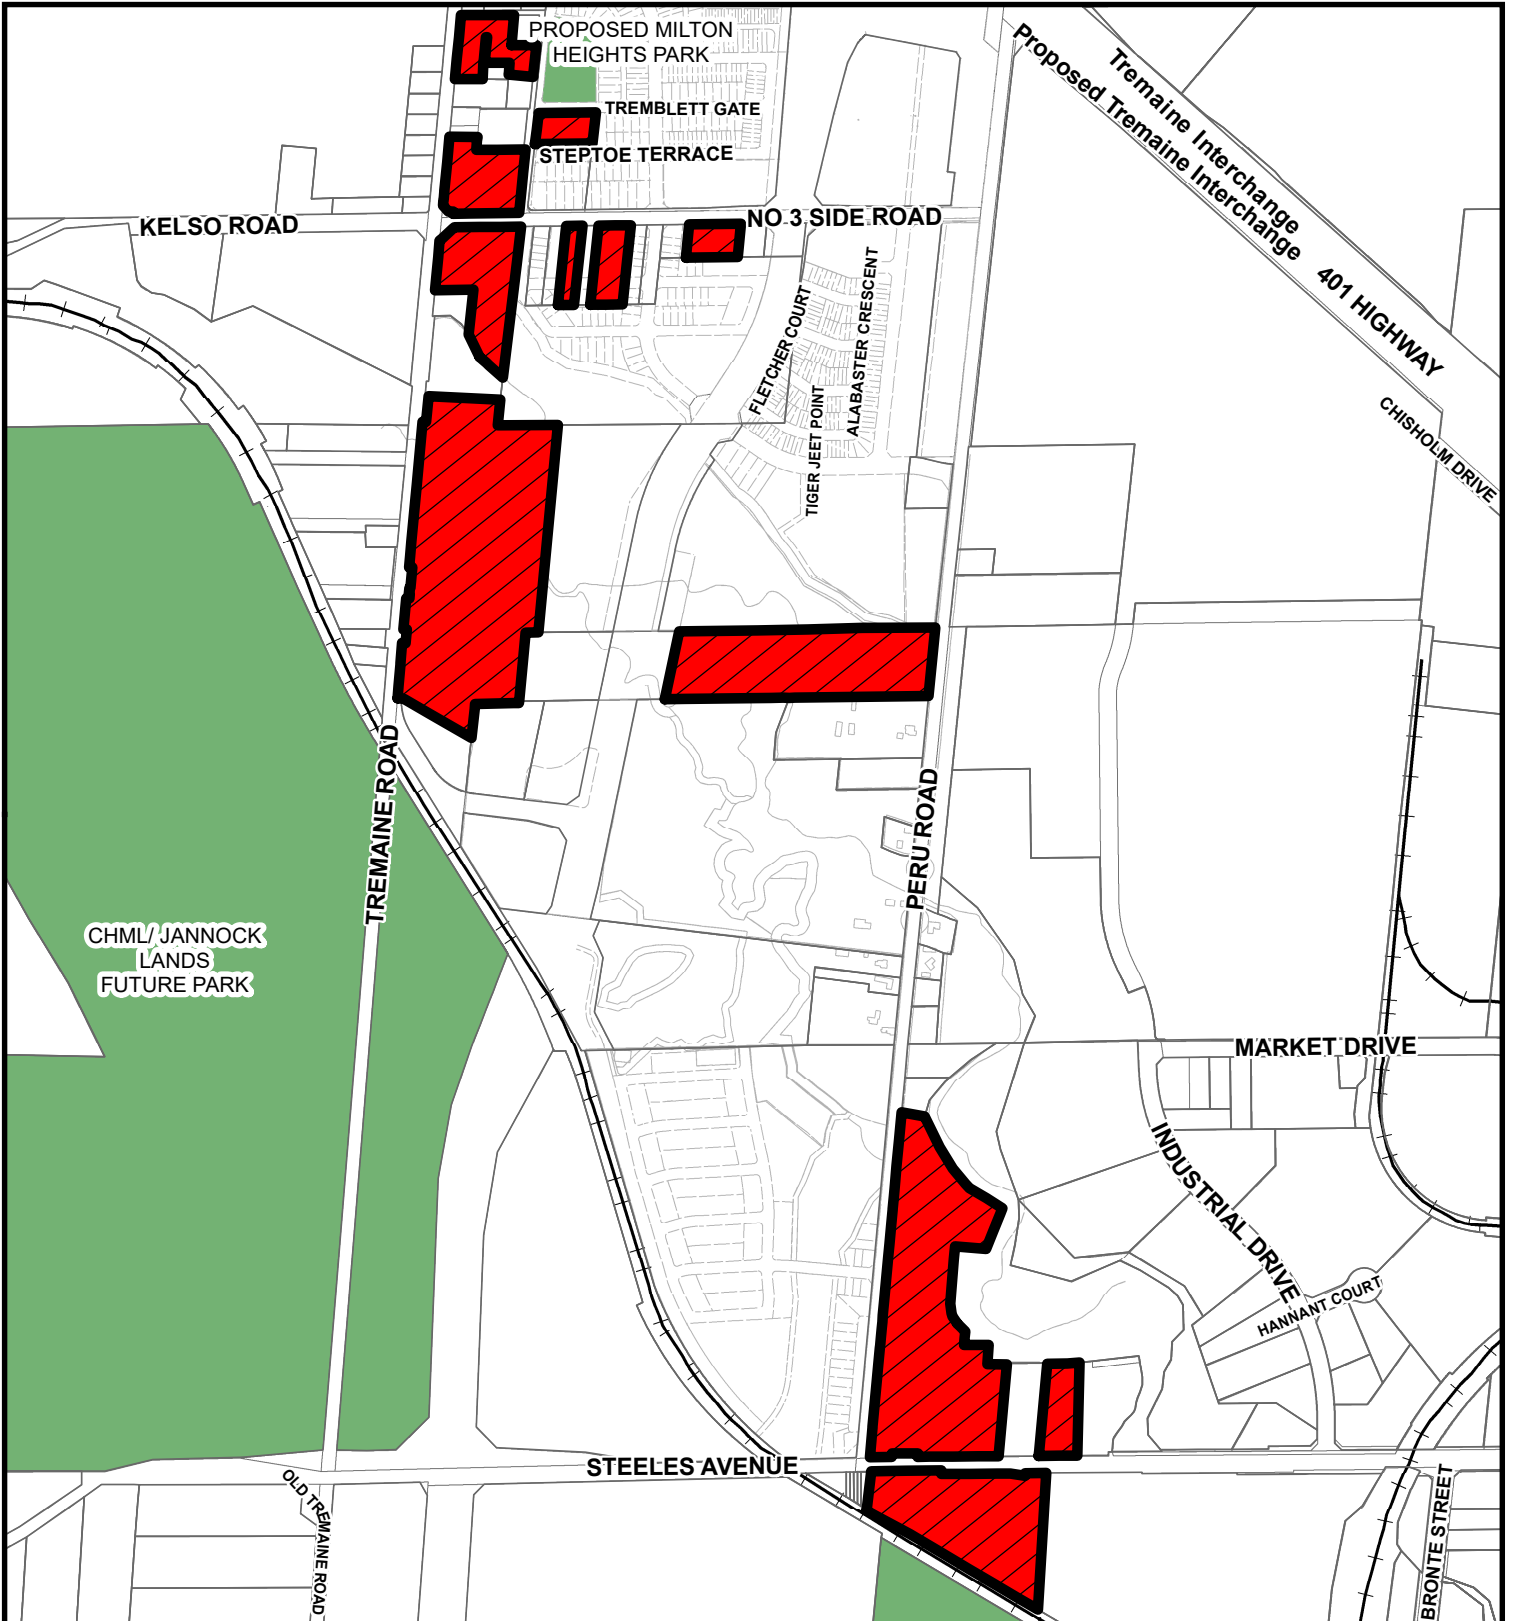 PROPOSED MILTON
HEIGHTS PARK
Tremaine Interchange
Proposed Tremaine Interchange
TREMBLETT GATE
STEPTOE TERRACE
KELSO ROAD
NO 3 SIDE ROAD
401 HIGHWAY
FLETCHER COURT
ALABASTER CRESCENT
TIGER JEET POINT
CHISHOLM DRIVE
TREMAINE ROAD
PERU ROAD
CHML/ JANNOCK
LANDS
FUTURE PARK
MARKET DRIVE
INDUSTRIAL DRIVE
HANNANT COURT
STEELES AVENUE
OLD TREMAINE ROAD
BRONTE STREET